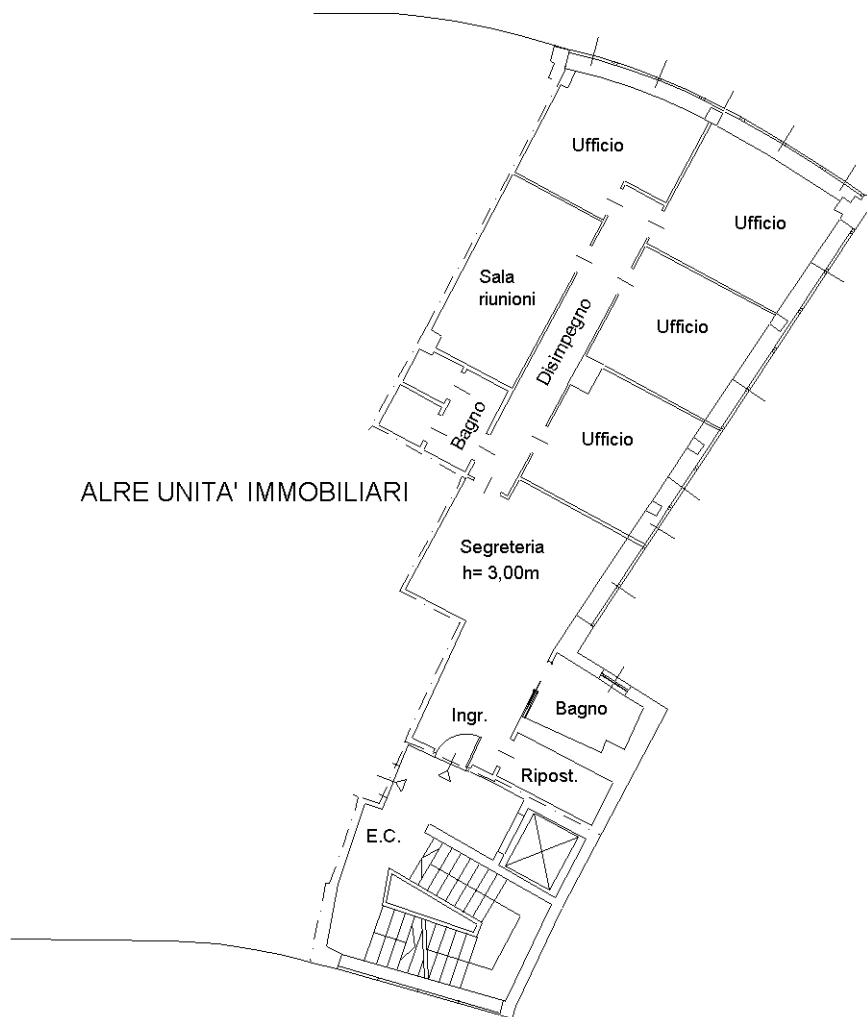 Ufficio
Ufficio
Sala
riunioni
Ufficio
Disimpegno
Bagno
Ufficio
ALRE UNITA' IMMOBILIARI
Segreteria
h= 3,00m
Bagno
Ingr.
Ripost.
E.C.